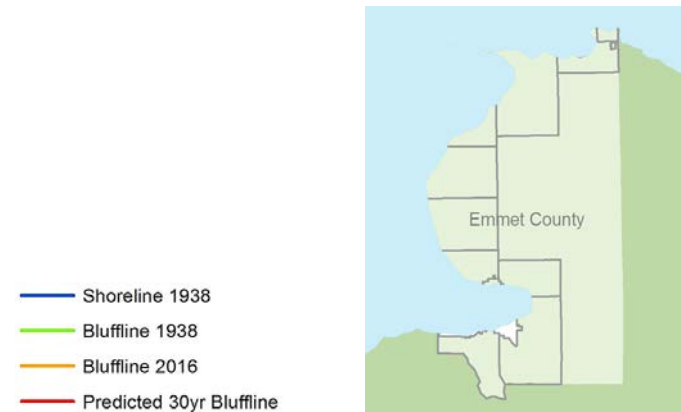 Emmet County
Shoreline 1938
Bluffline 1938
Bluffline 2016
Predicted 30yr Bluffline